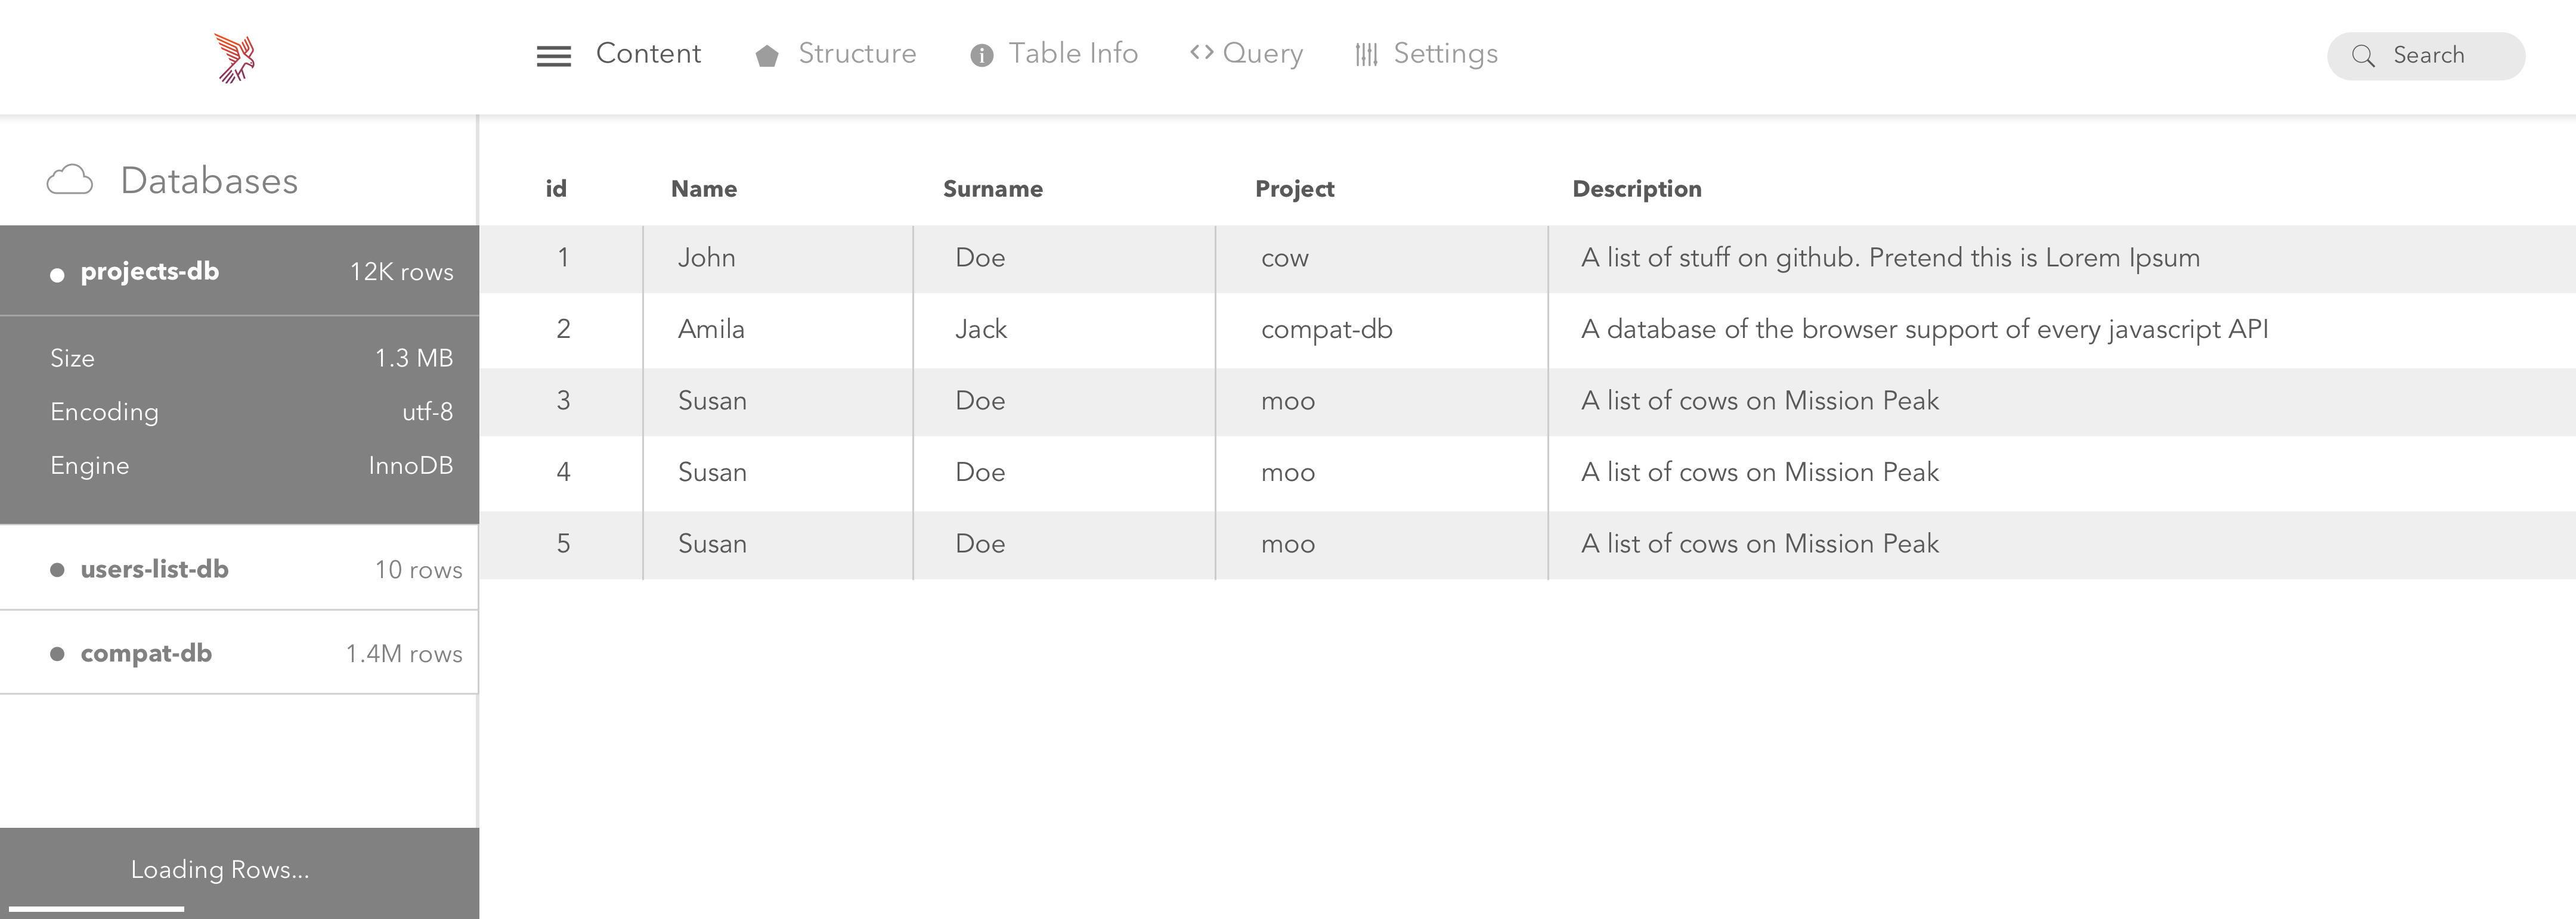 Content Structure Table Info Query Settings Search
Databases
projects-db 12K rows
Size 1.3 MB
Encoding utf-8
Engine InnoDB
users-list-db 10 rows
compat-db 1.4M rows
Loading Rows...
id Name Surname Project Description
1 John Doe cow A list of stuff on github. Pretend this is Lorem Ipsum
2 Amila Jack compat-db A database of the browser support of every javascript API
3 Susan Doe moo A list of cows on Mission Peak
4 Susan Doe moo A list of cows on Mission Peak
5 Susan Doe moo A list of cows on Mission Peak